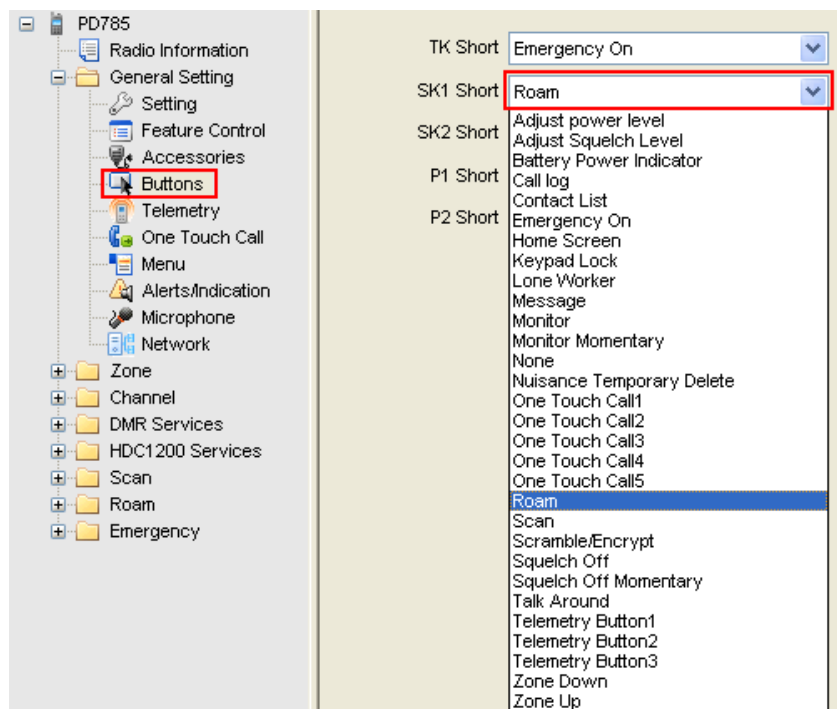 PD785
Radio Information
General Setting
Setting
Feature Control
Accessories
Buttons
Telemetry
One Touch Call
Menu
Alerts/Indication
Microphone
Network
Zone
Channel
DMR Services
HDC1200 Services
Scan
Roam
Emergency
TK Short Emergency On
SK1 Short Roam
SK2 Short
P1 Short
P2 Short
Adjust power level
Adjust Squelch Level
Battery Power Indicator
Call log
Contact List
Emergency On
Home Screen
Keypad Lock
Lone Worker
Message
Monitor
Monitor Momentary
None
Nuisance Temporary Delete
One Touch Call1
One Touch Call2
One Touch Call3
One Touch Call4
One Touch Call5
Roam
Scan
Scramble/Encrypt
Squelch Off
Squelch Off Momentary
Talk Around
Telemetry Button1
Telemetry Button2
Telemetry Button3
Zone Down
Zone Up